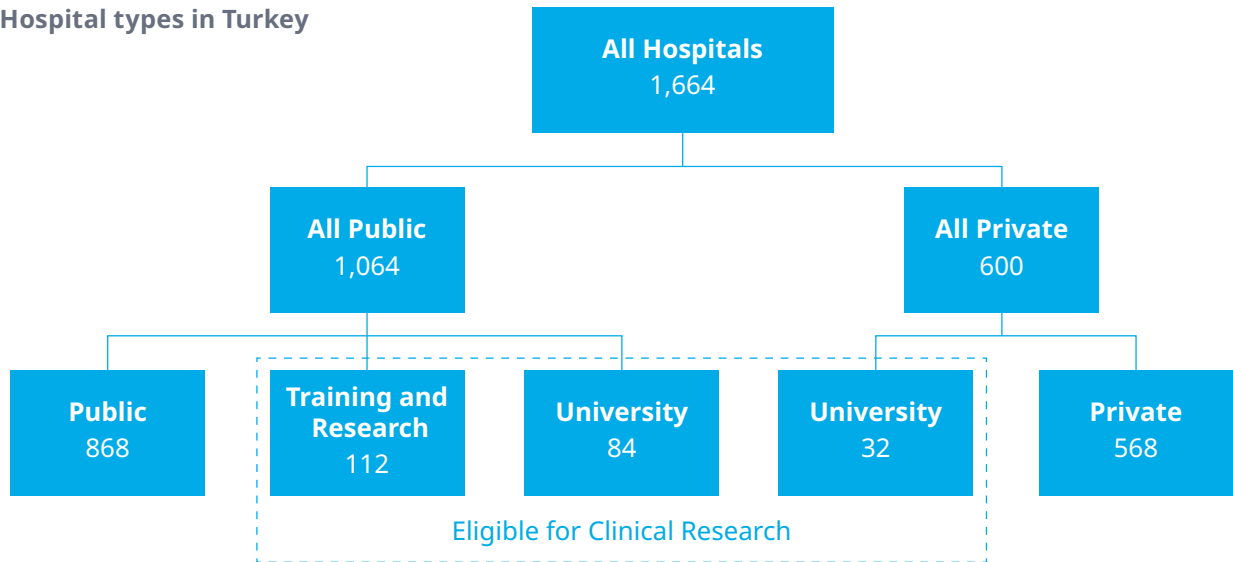 Hospital types in Turkey
All Hospitals
1,664
All Public
1,064
All Private
600
Public
868
Training and
Research
112
University
84
University
32
Private
568
Eligible for Clinical Research